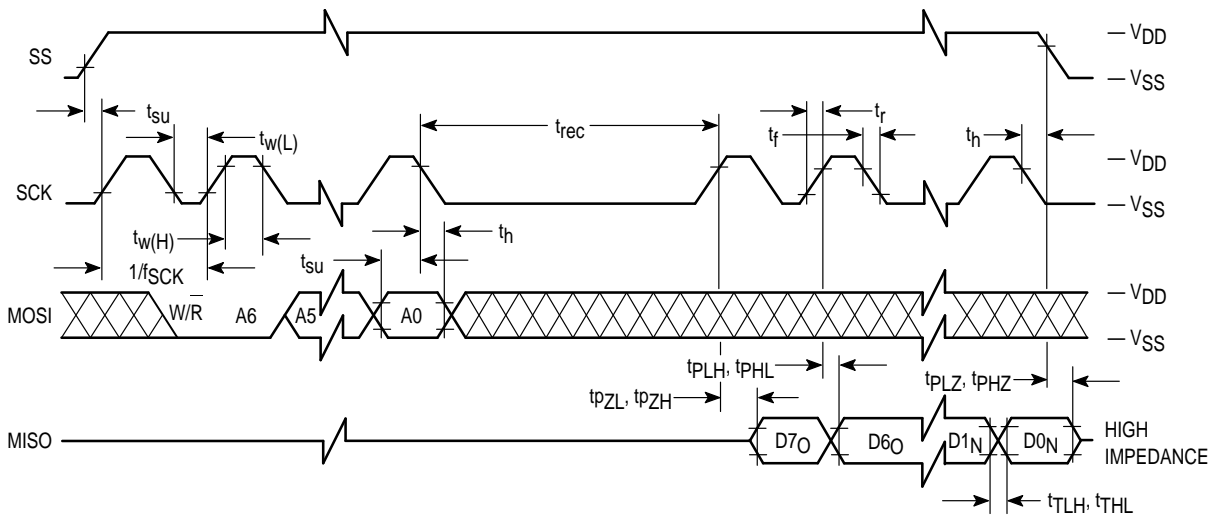 SS
VDD
VSS
tsu
tw(L)
trec
tf
tr
th
SCK
VDD
VSS
tw(H)
1/fSCK
tsu
th
MOSI
W/R
A6
A5
A0
VDD
VSS
tPLH, tPHL
tPZL, tPZH
tPLZ, tPHZ
MISO
D7O
D6O
D1N
D0N
HIGH
IMPEDANCE
tTLH, tTHL